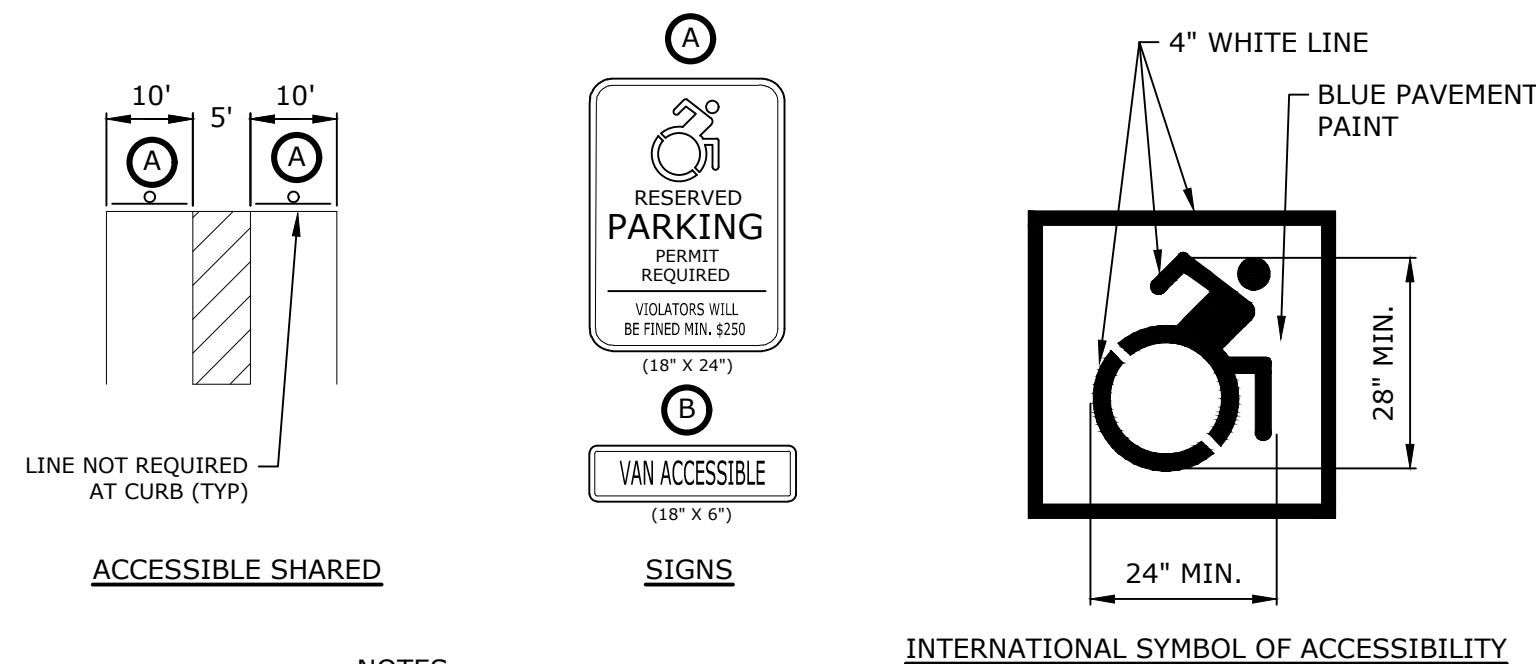 10'
5'
10'
A
A
LINE NOT REQUIRED
AT CURB (TYP)
ACCESSIBLE SHARED
A
RESERVED
PARKING
PERMIT
REQUIRED
VIOLATORS WILL
BE FINED MIN. $250
(18" X 24")
B
VAN ACCESSIBLE
(18" X 6")
SIGNS
4" WHITE LINE
BLUE PAVEMENT
PAINT
28" MIN.
24" MIN.
INTERNATIONAL SYMBOL OF ACCESSIBILITY
NOTES